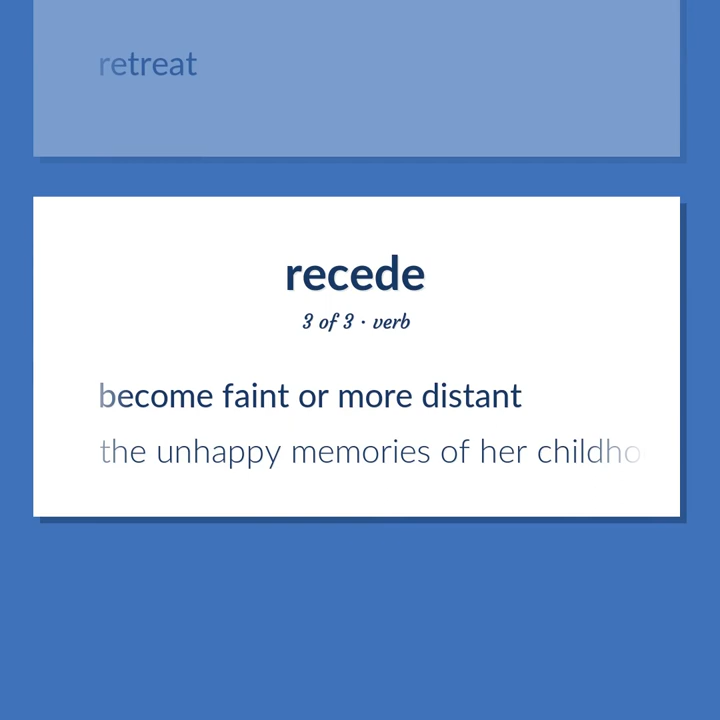 retreat
recede
3 of 3 · verb
become faint or more distant
the unhappy memories of her childho